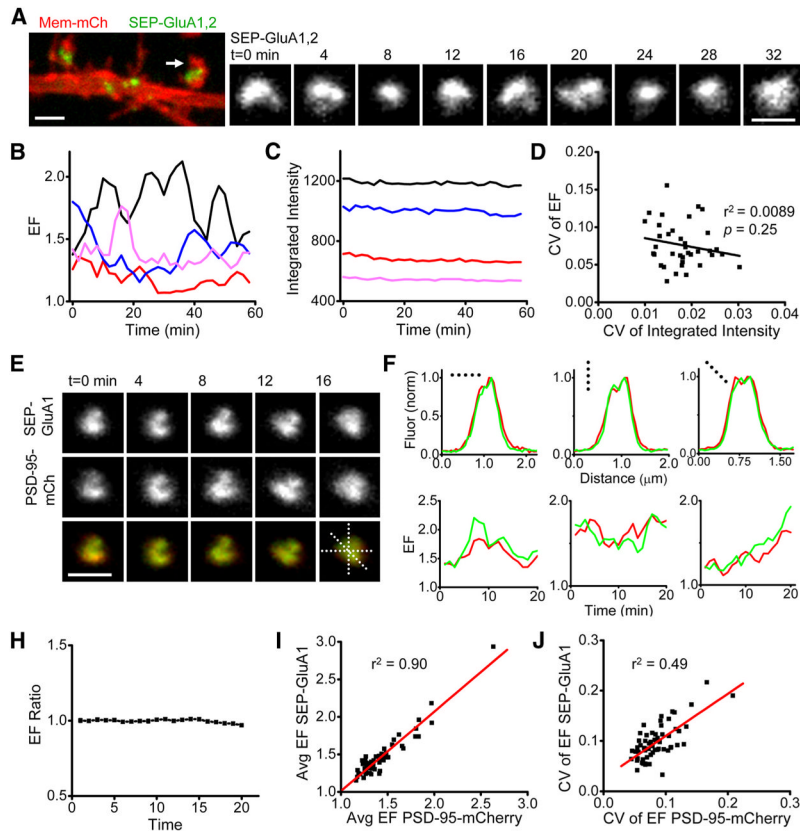 A
Mem-mCh SEP-GluA1,2
SEP-GluA1,2
t=0 min 4 8 12 16 20 24 28 32
B
EF
2.0
1.5
1.0
0 20 40 60
Time (min)
C
Integrated Intensity
1200
800
400
0 20 40 60
Time (min)
D
CV of EF
0.20
0.15
0.10
0.05
0.00
r² = 0.0089
p = 0.25
0.00 0.01 0.02 0.03 0.04
CV of Integrated Intensity
E
t=0 min 4 8 12 16
SEP-
GluA1
PSD-95-
mCh
F
Fluor (norm)
1.0
0.5
0.0
0.0 1.0 2.0
1.0
0.5
0.0
0.0 1.0 2.0
1.0
0.5
0.0
0.00 0.75 1.50
Distance (μm)
EF
2.5
2.0
1.5
1.0
0 10 20
2.0
1.5
1.0
0 10 20
2.0
1.5
1.0
0 10 20
Time (min)
H
EF Ratio
1.5
1.0
0.5
0 5 10 15 20
Time
I
Avg EF SEP-GluA1
3.0
2.5
2.0
1.5
1.0
r² = 0.90
1.0 1.5 2.0 2.5 3.0
Avg EF PSD-95-mCherry
J
CV of EF SEP-GluA1
0.3
0.2
0.1
0.0
r² = 0.49
0.0 0.1 0.2 0.3
CV of EF PSD-95-mCherry